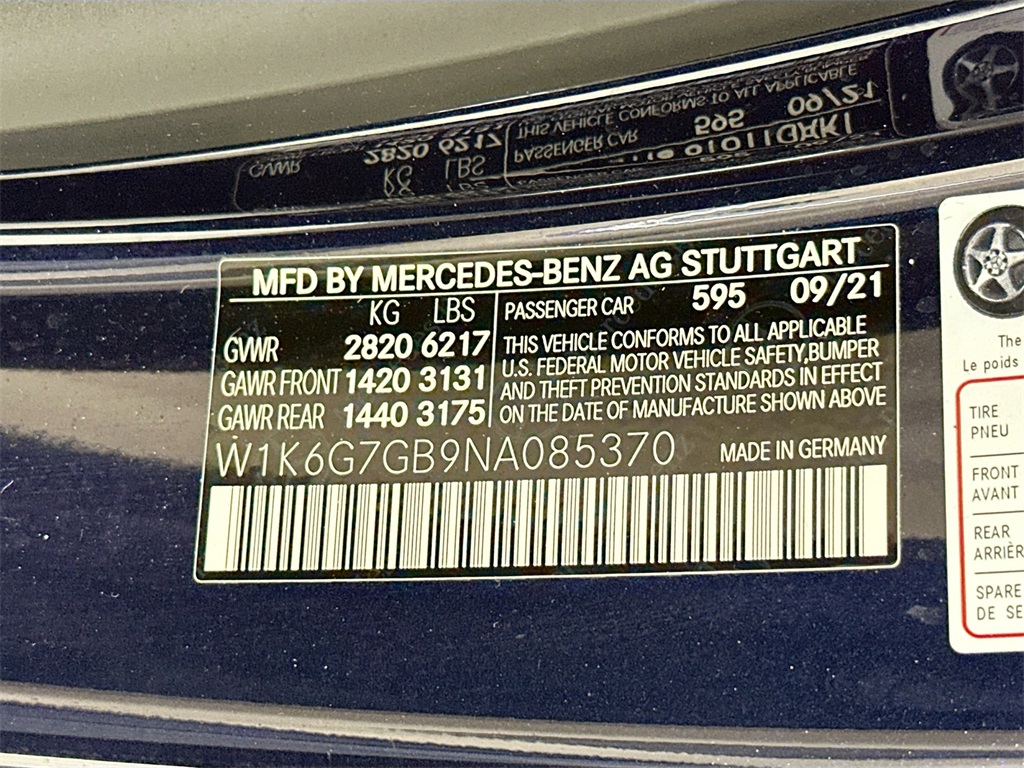 MFD BY MERCEDES-BENZ AG STUTTGART
KG LBS
GVWR 2820 6217
GAWR FRONT 1420 3131
GAWR REAR 1440 3175
PASSENGER CAR 595 09/21
THIS VEHICLE CONFORMS TO ALL APPLICABLE
U.S. FEDERAL MOTOR VEHICLE SAFETY,BUMPER
AND THEFT PREVENTION STANDARDS IN EFFECT
ON THE DATE OF MANUFACTURE SHOWN ABOVE
W1K6G7GB9NA085370
MADE IN GERMANY
The
Le poids
TIRE
PNEU
FRONT
AVANT
REAR
ARRIÈR
SPARE
DE SE